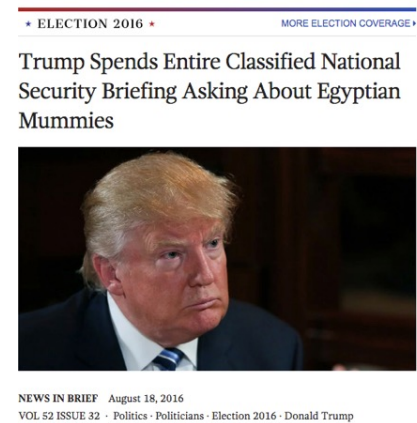 ★ ELECTION 2016 ★ MORE ELECTION COVERAGE ▸
Trump Spends Entire Classified National
Security Briefing Asking About Egyptian
Mummies
NEWS IN BRIEF August 18, 2016
VOL 52 ISSUE 32 · Politics · Politicians · Election 2016 · Donald Trump